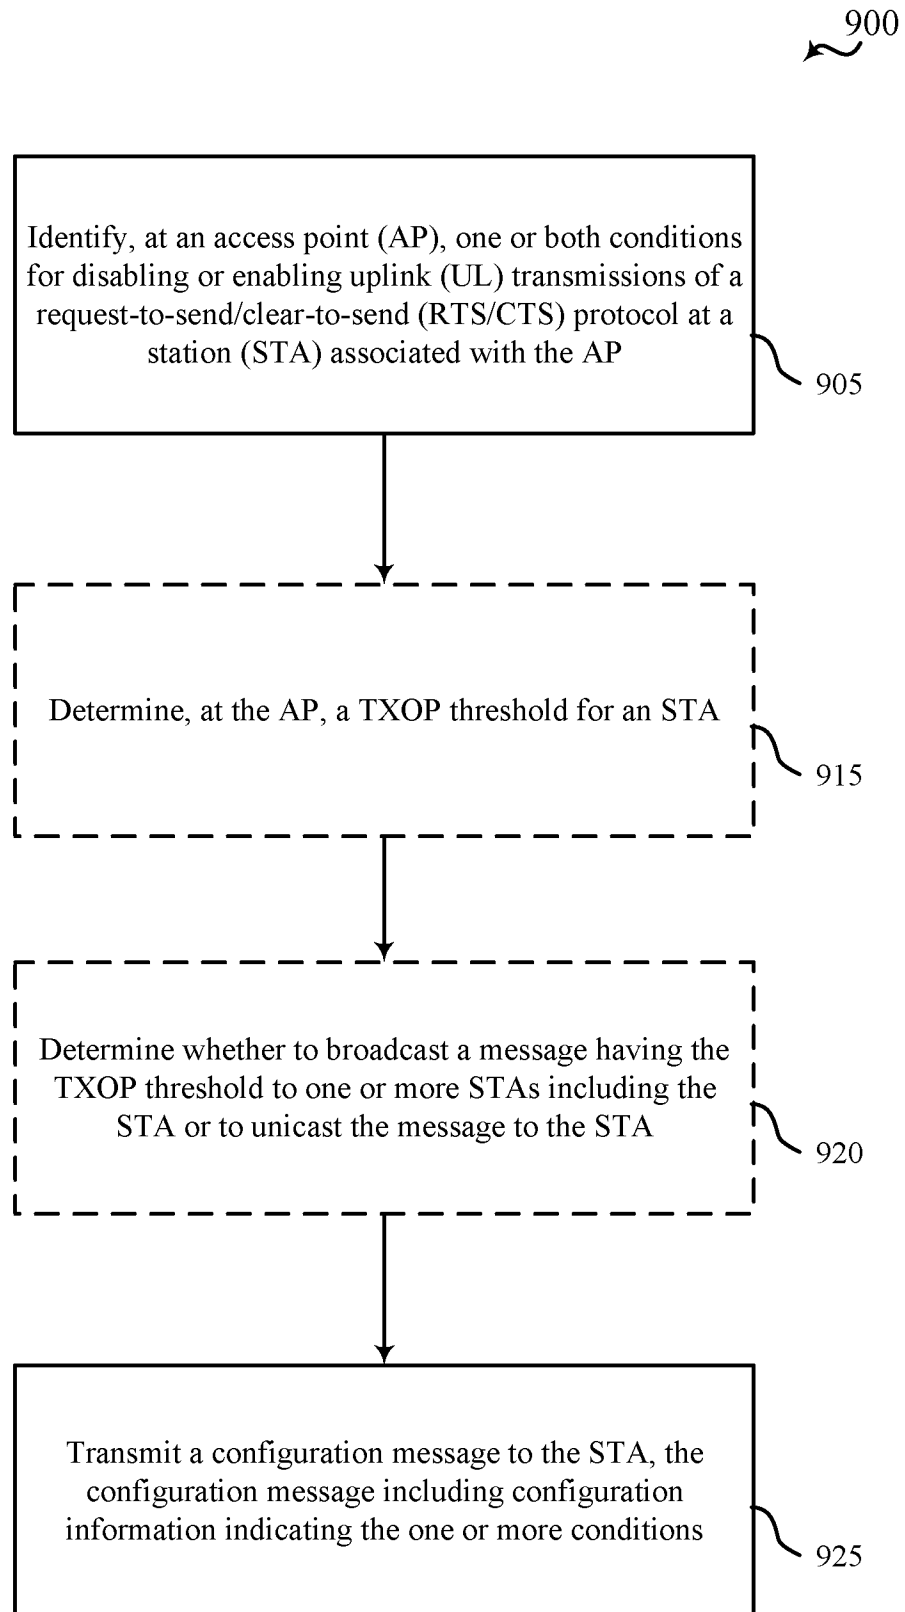 900
Identify, at an access point (AP), one or both conditions
for disabling or enabling uplink (UL) transmissions of a
request-to-send/clear-to-send (RTS/CTS) protocol at a
station (STA) associated with the AP
905
Determine, at the AP, a TXOP threshold for an STA
915
Determine whether to broadcast a message having the
TXOP threshold to one or more STAs including the
STA or to unicast the message to the STA
920
Transmit a configuration message to the STA, the
configuration message including configuration
information indicating the one or more conditions
925